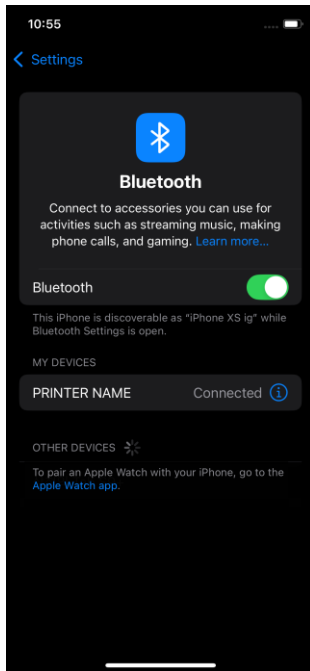 10:55
Settings
Bluetooth
Connect to accessories you can use for
activities such as streaming music, making
phone calls, and gaming. Learn more...
Bluetooth
This iPhone is discoverable as “iPhone XS ig” while
Bluetooth Settings is open.
MY DEVICES
PRINTER NAME Connected
OTHER DEVICES
To pair an Apple Watch with your iPhone, go to the
Apple Watch app.